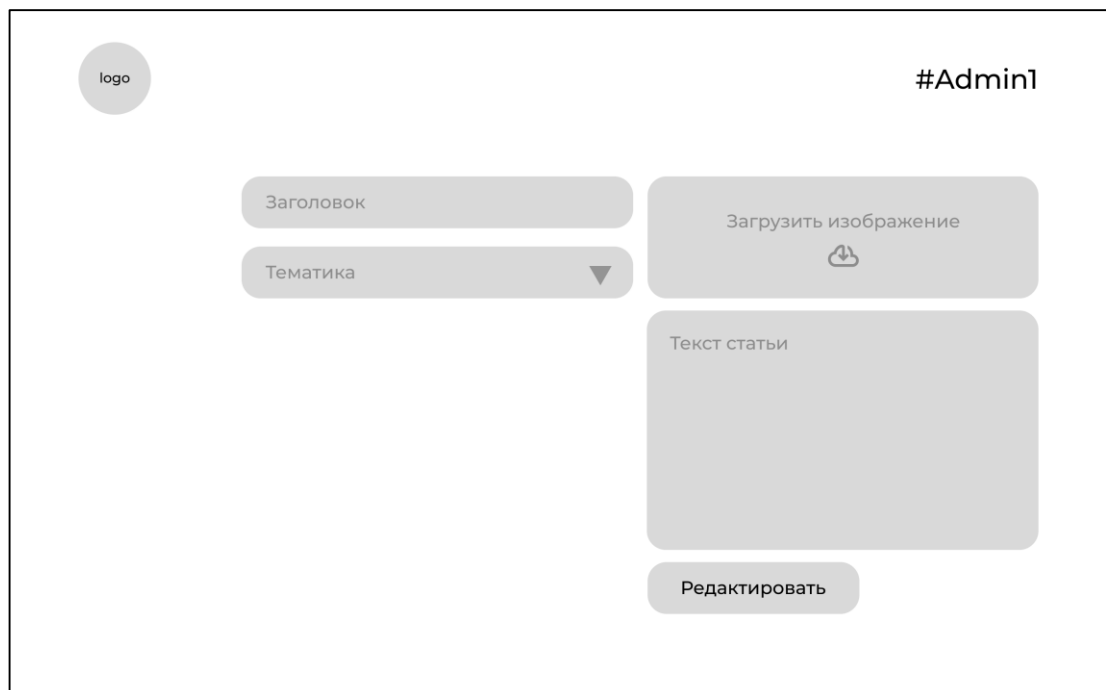 logo
#Admin1
Заголовок
Тематика
Загрузить изображение
Текст статьи
Редактировать